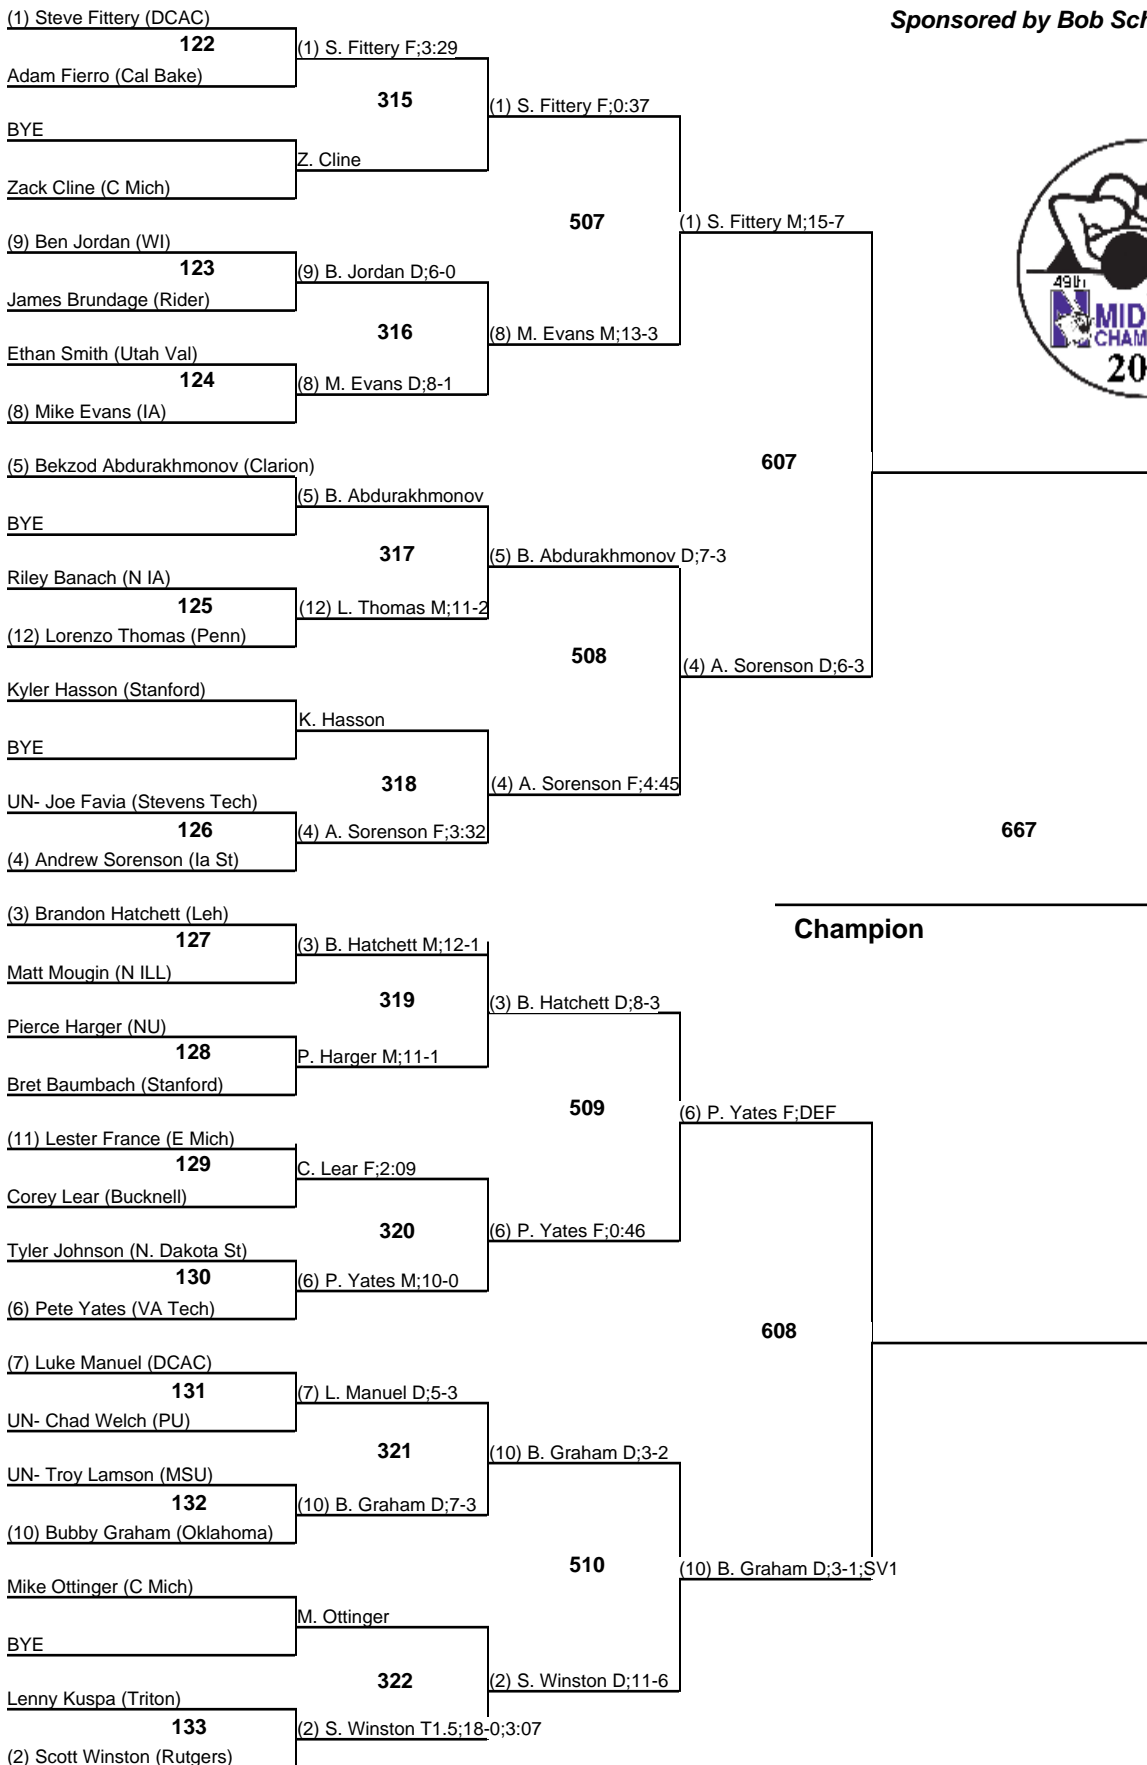 (1) Steve Fittery (DCAC)
Sponsored by Bob Sch
122
(1) S. Fittery F;3:29
Adam Fierro (Cal Bake)
315
(1) S. Fittery F;0:37
BYE
Z. Cline
Zack Cline (C Mich)
507
(1) S. Fittery M;15-7
(9) Ben Jordan (WI)
123
(9) B. Jordan D;6-0
James Brundage (Rider)
316
(8) M. Evans M;13-3
Ethan Smith (Utah Val)
124
(8) M. Evans D;8-1
(8) Mike Evans (IA)
49th
MID
CHAM
20
607
(5) Bekzod Abdurakhmonov (Clarion)
(5) B. Abdurakhmonov
BYE
317
(5) B. Abdurakhmonov D;7-3
Riley Banach (N IA)
125
(12) L. Thomas M;11-2
(12) Lorenzo Thomas (Penn)
508
(4) A. Sorenson D;6-3
Kyler Hasson (Stanford)
K. Hasson
BYE
318
(4) A. Sorenson F;4:45
UN- Joe Favia (Stevens Tech)
126
(4) A. Sorenson F;3:32
(4) Andrew Sorenson (Ia St)
667
Champion
(3) Brandon Hatchett (Leh)
127
(3) B. Hatchett M;12-1
Matt Mougin (N ILL)
319
(3) B. Hatchett D;8-3
Pierce Harger (NU)
128
P. Harger M;11-1
Bret Baumbach (Stanford)
509
(6) P. Yates F;DEF
(11) Lester France (E Mich)
129
C. Lear F;2:09
Corey Lear (Bucknell)
320
(6) P. Yates F;0:46
Tyler Johnson (N. Dakota St)
130
(6) P. Yates M;10-0
(6) Pete Yates (VA Tech)
608
(7) Luke Manuel (DCAC)
131
(7) L. Manuel D;5-3
UN- Chad Welch (PU)
321
(10) B. Graham D;3-2
UN- Troy Lamson (MSU)
132
(10) B. Graham D;7-3
(10) Bubby Graham (Oklahoma)
510
(10) B. Graham D;3-1;SV1
Mike Ottinger (C Mich)
M. Ottinger
BYE
322
(2) S. Winston D;11-6
Lenny Kuspa (Triton)
133
(2) S. Winston T1.5;18-0;3:07
(2) Scott Winston (Rutgers)